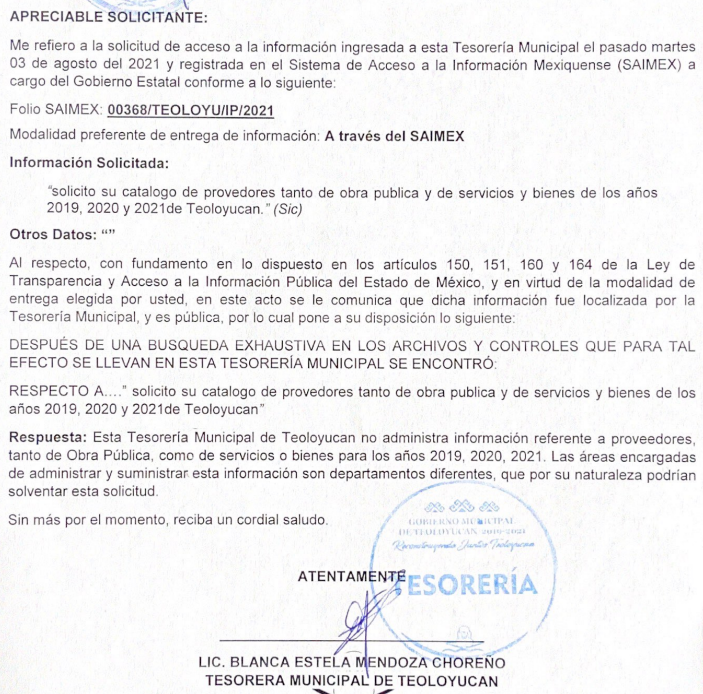 APRECIABLE SOLICITANTE:
Me refiero a la solicitud de acceso a la información ingresada a esta Tesorería Municipal el pasado martes
03 de agosto del 2021 y registrada en el Sistema de Acceso a la Información Mexiquense (SAIMEX) a
cargo del Gobierno Estatal conforme a lo siguiente:
Folio SAIMEX: 00368/TEOLOYU/IP/2021
Modalidad preferente de entrega de información: A través del SAIMEX
Información Solicitada:
"solicito su catalogo de provedores tanto de obra publica y de servicios y bienes de los años
2019, 2020 y 2021de Teoloyucan." (Sic)
Otros Datos: “”
Al respecto, con fundamento en lo dispuesto en los artículos 150, 151, 160 y 164 de la Ley de
Transparencia y Acceso a la Información Pública del Estado de México, y en virtud de la modalidad de
entrega elegida por usted, en este acto se le comunica que dicha información fue localizada por la
Tesorería Municipal, y es pública, por lo cual pone a su disposición lo siguiente:
DESPUÉS DE UNA BUSQUEDA EXHAUSTIVA EN LOS ARCHIVOS Y CONTROLES QUE PARA TAL
EFECTO SE LLEVAN EN ESTA TESORERÍA MUNICIPAL SE ENCONTRÓ:
RESPECTO A…." solicito su catalogo de provedores tanto de obra publica y de servicios y bienes de los
años 2019, 2020 y 2021de Teoloyucan"
Respuesta: Esta Tesorería Municipal de Teoloyucan no administra información referente a proveedores,
tanto de Obra Pública, como de servicios o bienes para los años 2019, 2020, 2021. Las áreas encargadas
de administrar y suministrar esta información son departamentos diferentes, que por su naturaleza podrían
solventar esta solicitud.
Sin más por el momento, reciba un cordial saludo.
GOBIERNO MUNICIPAL
DE TEOLOYUCAN 2019-2021
Reconstruyendo Juntos Teoloyucan
ATENTAMENTE
TESORERÍA
LIC. BLANCA ESTELA MENDOZA CHOREÑO
TESORERA MUNICIPAL DE TEOLOYUCAN